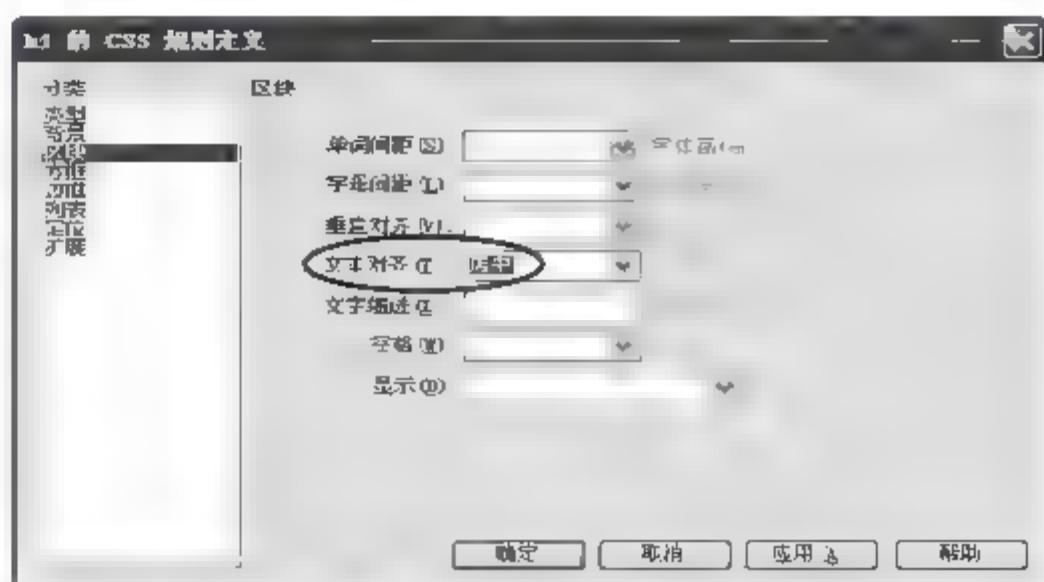 h1 的 CSS 规则定义
分类
类型
背景
区块
方框
边框
列表
定位
扩展
区块
单词间距(S)
字母间距(L)
垂直对齐(V)
文本对齐(T 居中
文字缩进(I
空格(W)
显示(D)
确定
取消
应用(A
帮助